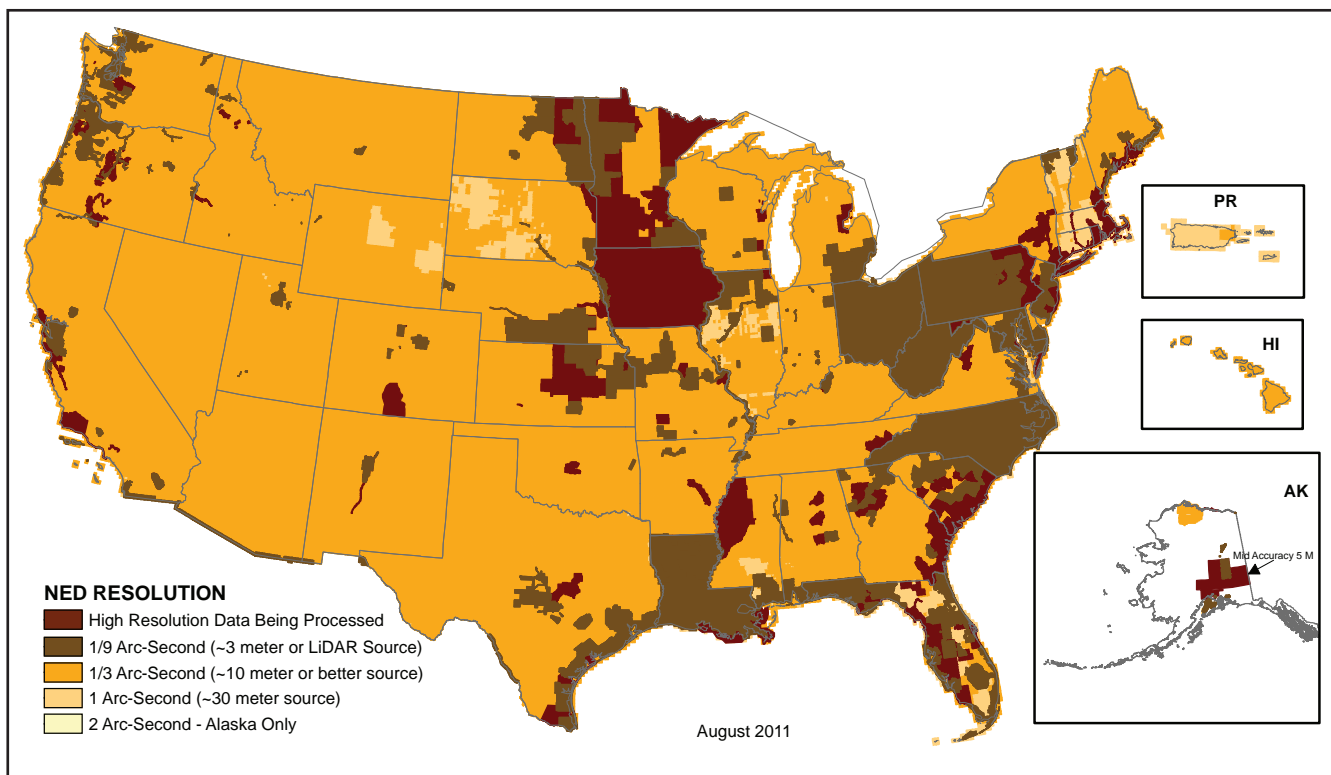 PR
HI
AK
Mid Accuracy 5 M
NED RESOLUTION
High Resolution Data Being Processed
1/9 Arc-Second (~3 meter or LiDAR Source)
1/3 Arc-Second (~10 meter or better source)
1 Arc-Second (~30 meter source)
2 Arc-Second - Alaska Only
August 2011